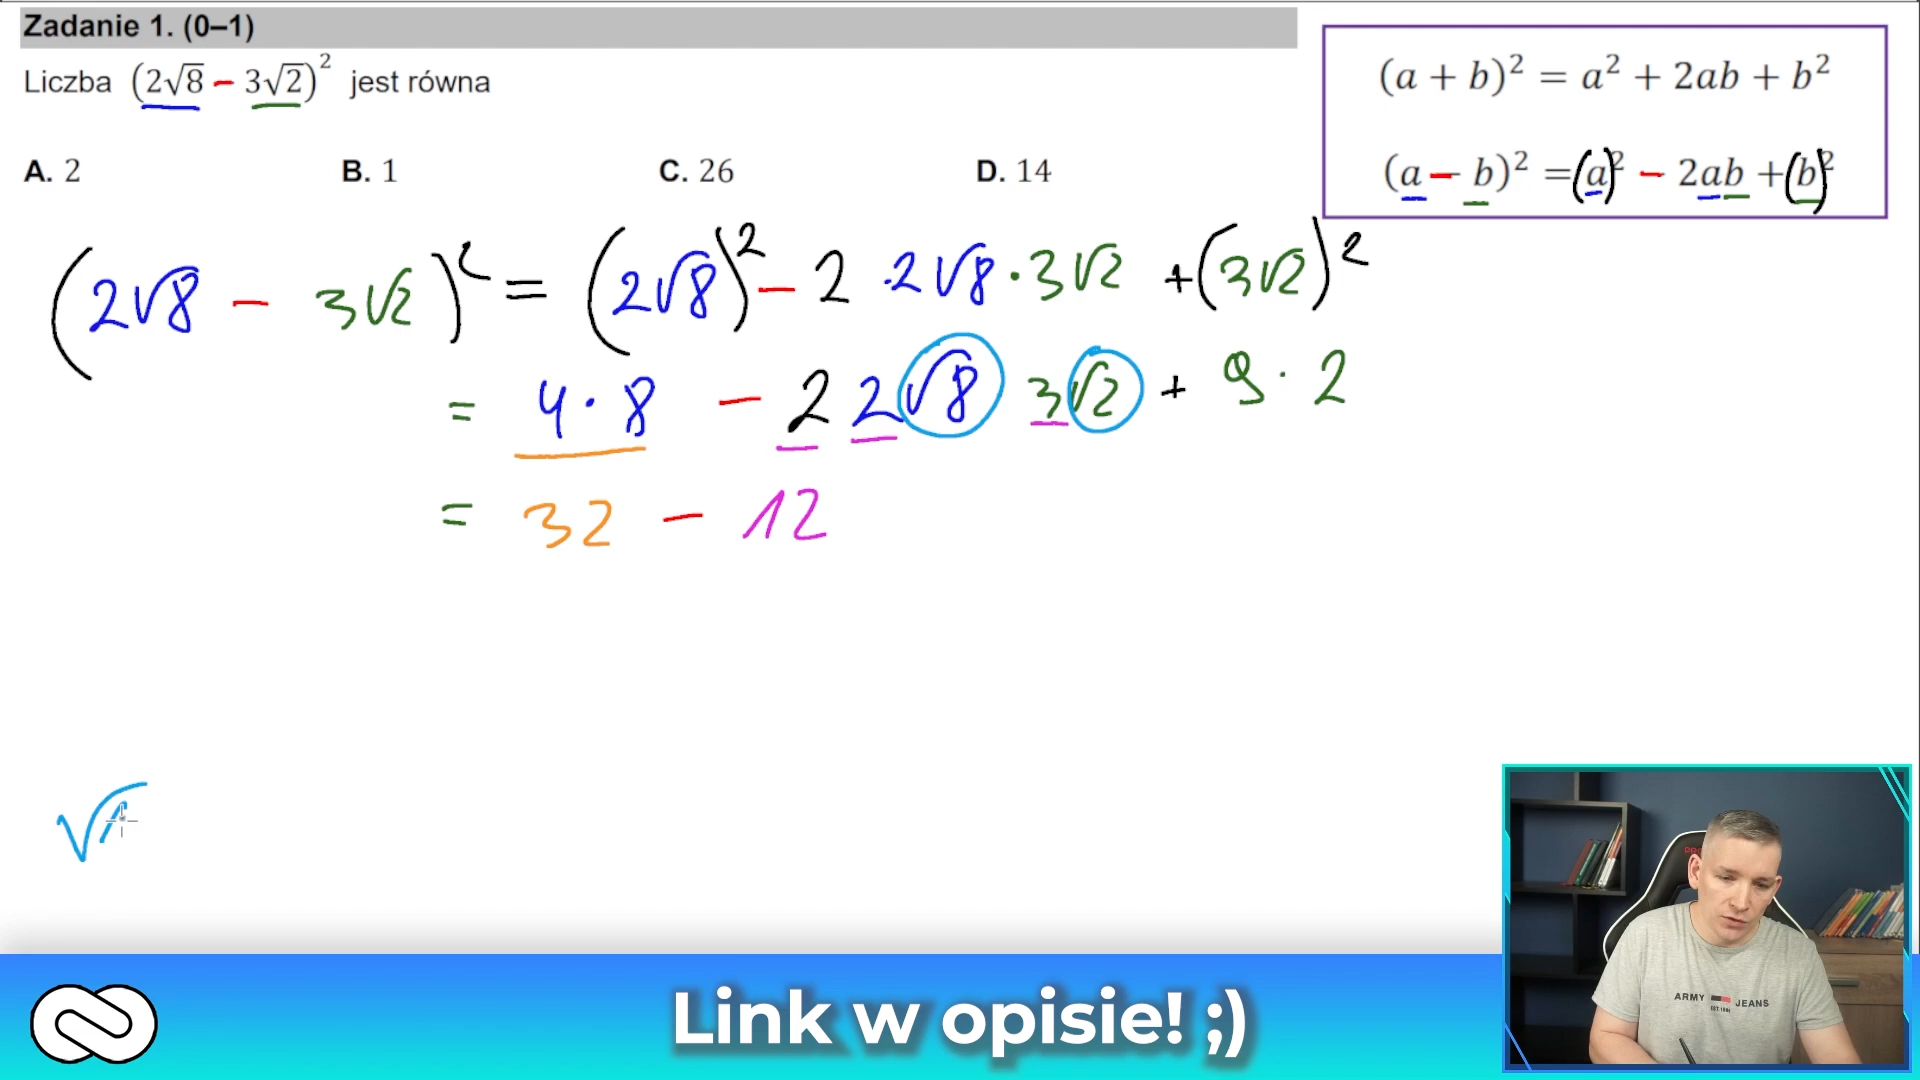 Zadanie 1. (0–1)
Liczba (2√8 - 3√2)² jest równa
A. 2 B. 1 C. 26 D. 14
(a + b)² = a² + 2ab + b²
(a - b)² = (a)² - 2ab + (b)²
(2√8 - 3√2)² = (2√8)² - 2 · 2√8 · 3√2 + (3√2)²
= 4 · 8 - 2 2√8 3√2 + 9 · 2
= 32 - 12
√
ARMY JEANS
Link w opisie! ;)